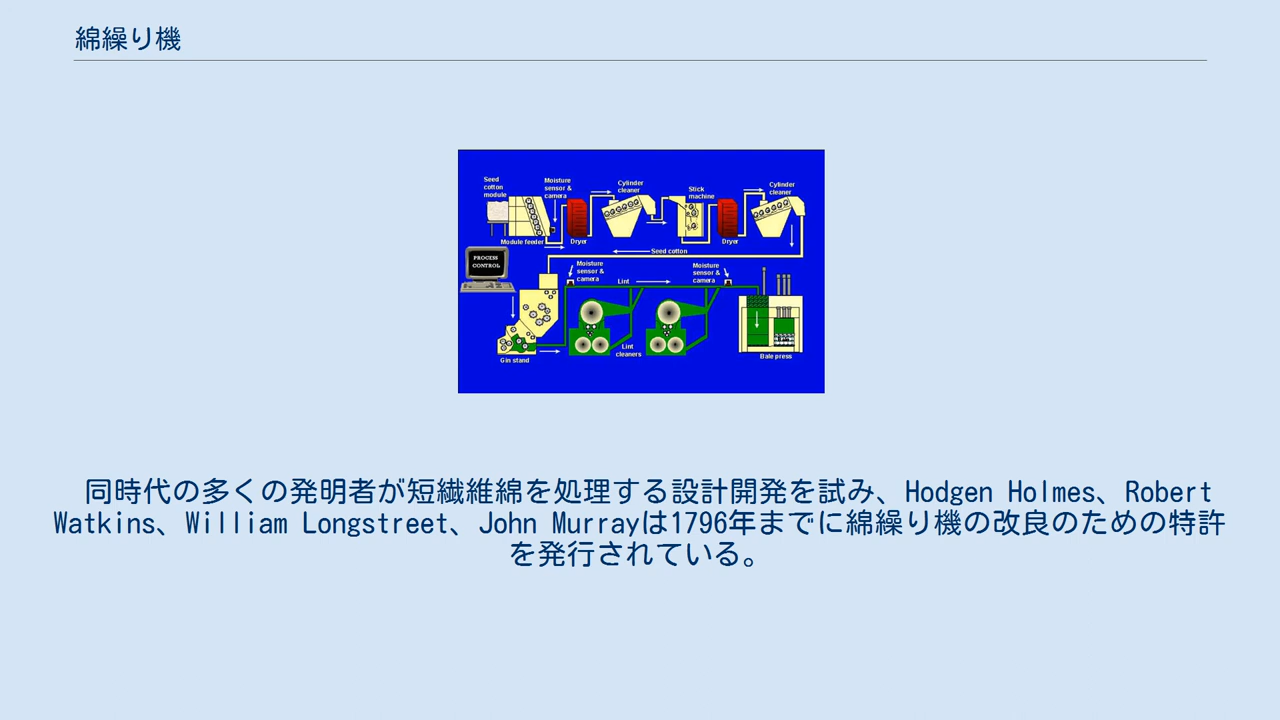 綿繰り機
Seed
cotton
module
Moisture
sensor &
camera
Cylinder
cleaner
Stick
machine
Cylinder
cleaner
Module feeder
Dryer
Dryer
Seed cotton
PROCESS
CONTROL
Moisture
sensor &
camera
Lint
Moisture
sensor &
camera
Gin stand
Lint
cleaners
Bale press
同時代の多くの発明者が短繊維綿を処理する設計開発を試み、Hodgen Holmes、Robert
Watkins、William Longstreet、John Murrayは1796年までに綿繰り機の改良のための特許
を発行されている。